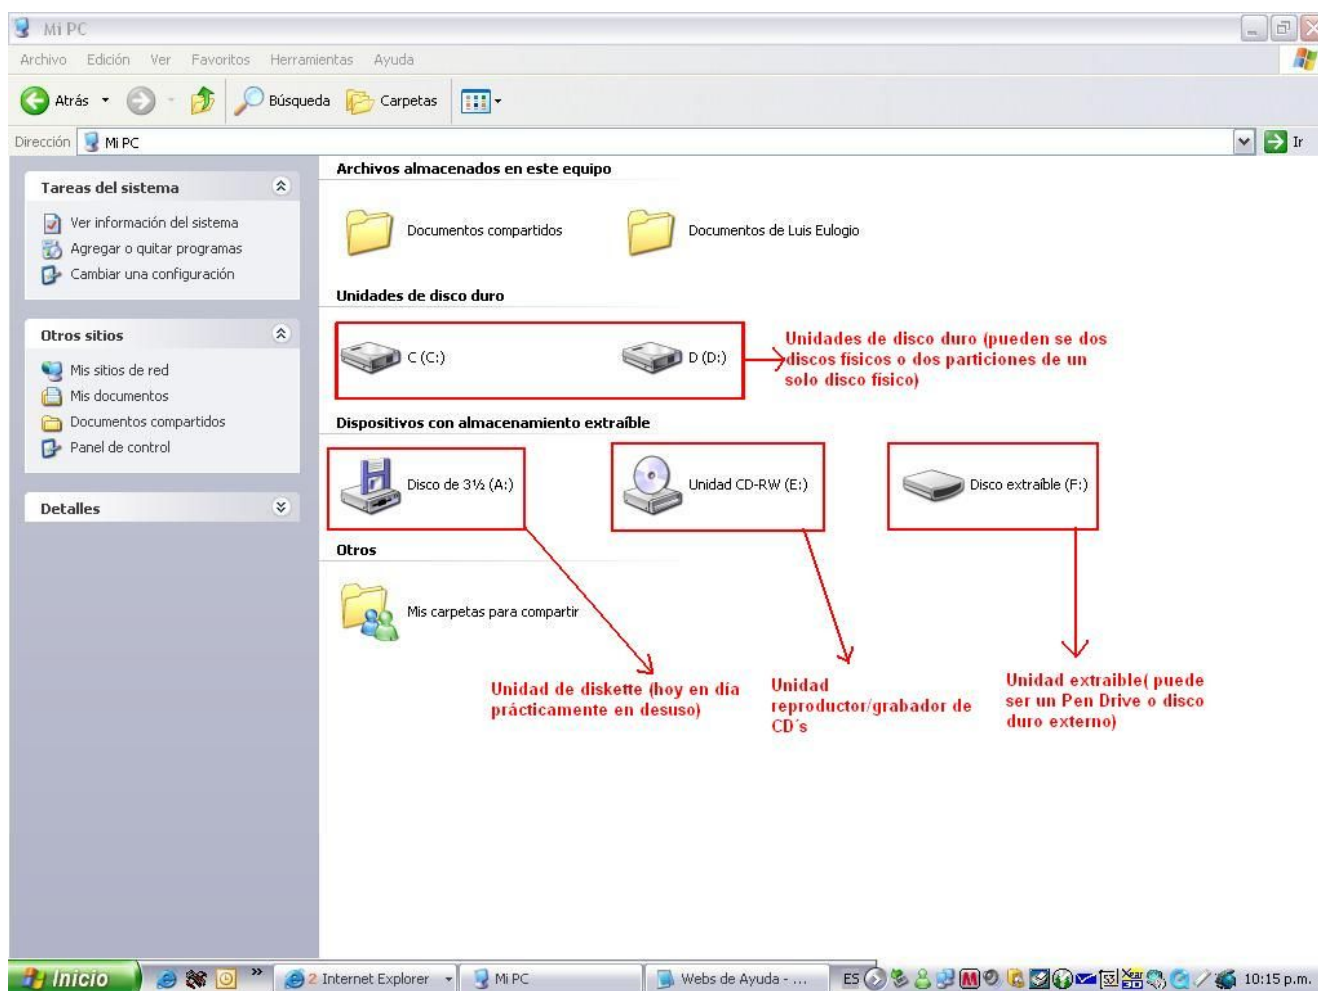 Mi PC
Archivo Edición Ver Favoritos Herramientas Ayuda
Atrás Búsqueda Carpetas
Dirección Mi PC Ir
Tareas del sistema
Ver información del sistema
Agregar o quitar programas
Cambiar una configuración
Otros sitios
Mis sitios de red
Mis documentos
Documentos compartidos
Panel de control
Detalles
Archivos almacenados en este equipo
Documentos compartidos Documentos de Luis Eulogio
Unidades de disco duro
C (C:) D (D:)
Unidades de disco duro (pueden se dos
discos físicos o dos particiones de un
solo disco físico)
Dispositivos con almacenamiento extraíble
Disco de 3½ (A:) Unidad CD-RW (E:) Disco extraíble (F:)
Otros
Mis carpetas para compartir
Unidad de diskette (hoy en día
prácticamente en desuso)
Unidad
reproductor/grabador de
CD´s
Unidad extraible( puede
ser un Pen Drive o disco
duro externo)
Inicio » 2 Internet Explorer Mi PC Webs de Ayuda - ... ES 10:15 p.m.